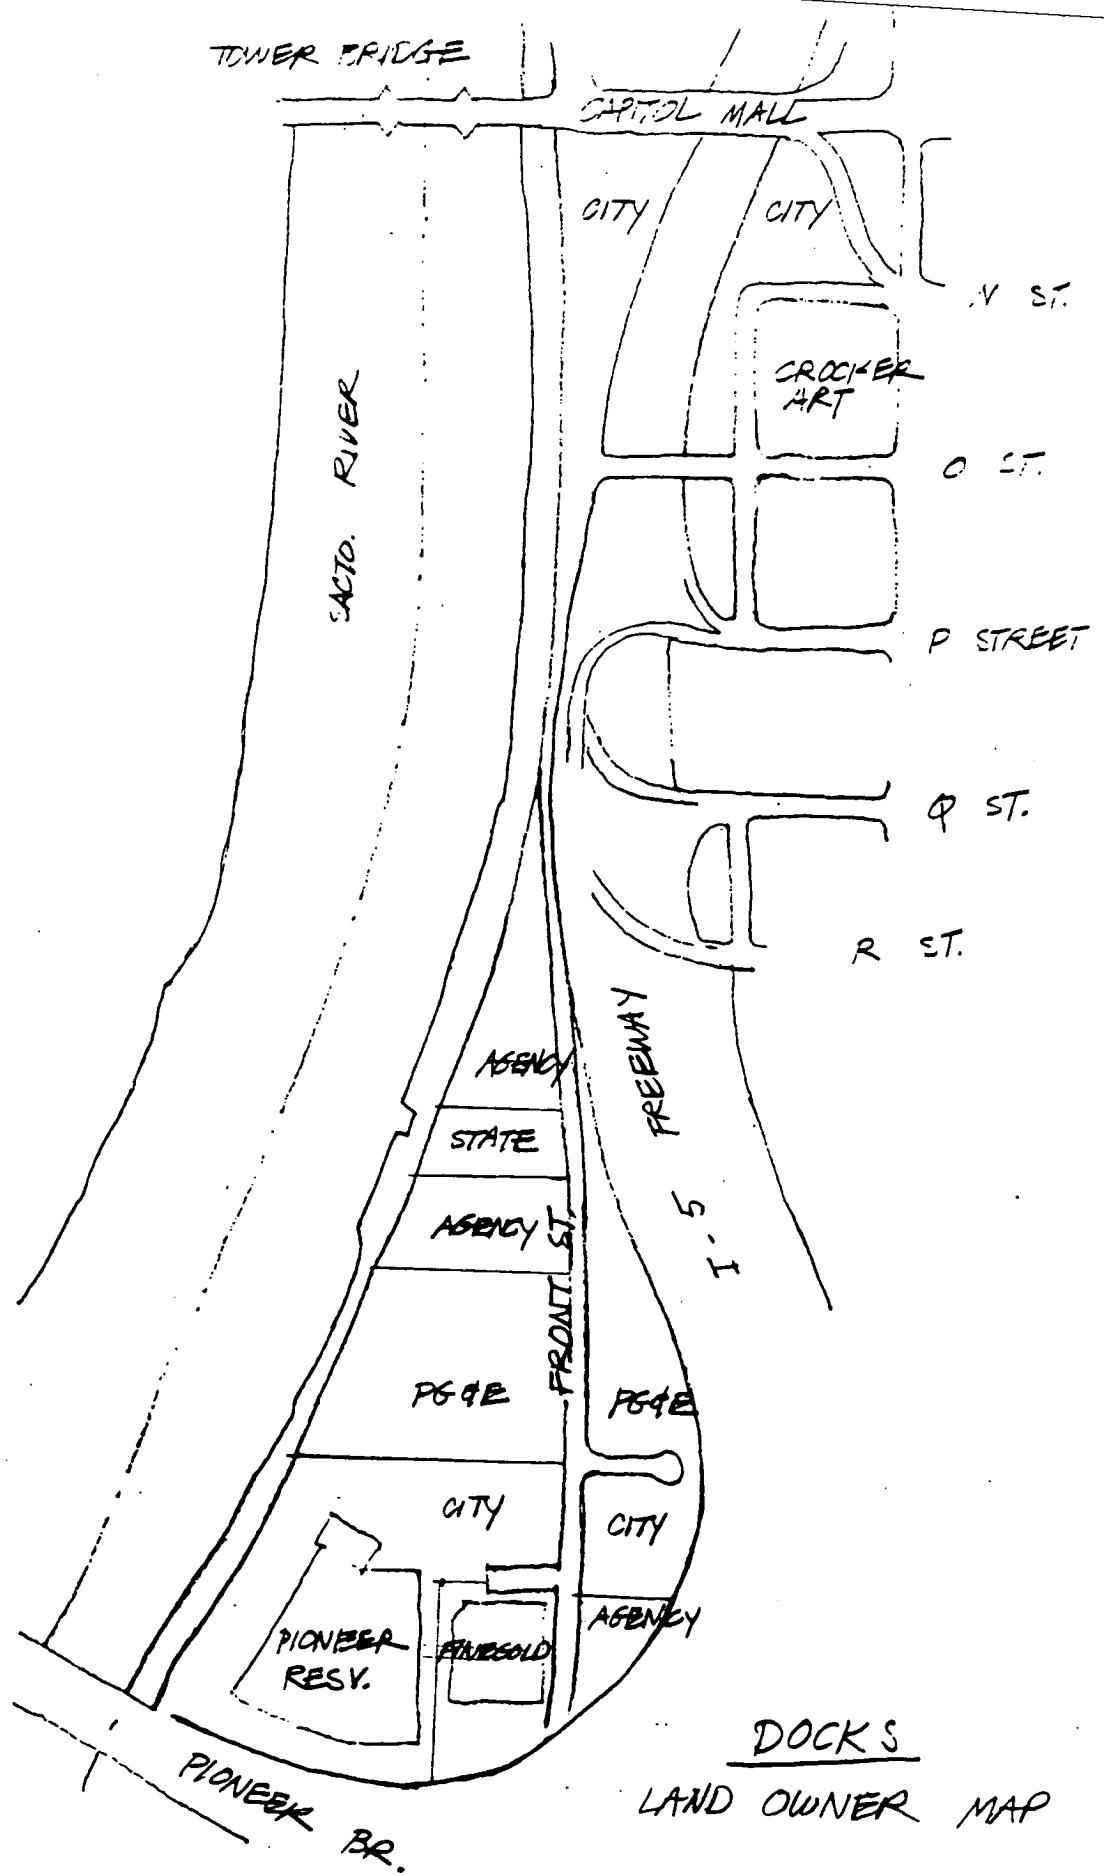 TOWER BRIDGE
CAPITOL MALL
CITY
CITY
N ST.
CROCKER
ART
SACTO. RIVER
O ST.
P STREET
Q ST.
R ST.
FREEWAY
I-5
AGENCY
STATE
AGENCY
FRONT ST.
PG&E
PG&E
CITY
CITY
AGENCY
PIONEER
RESV.
FINEGOLD
PIONEER BR.
DOCKS
LAND OWNER MAP